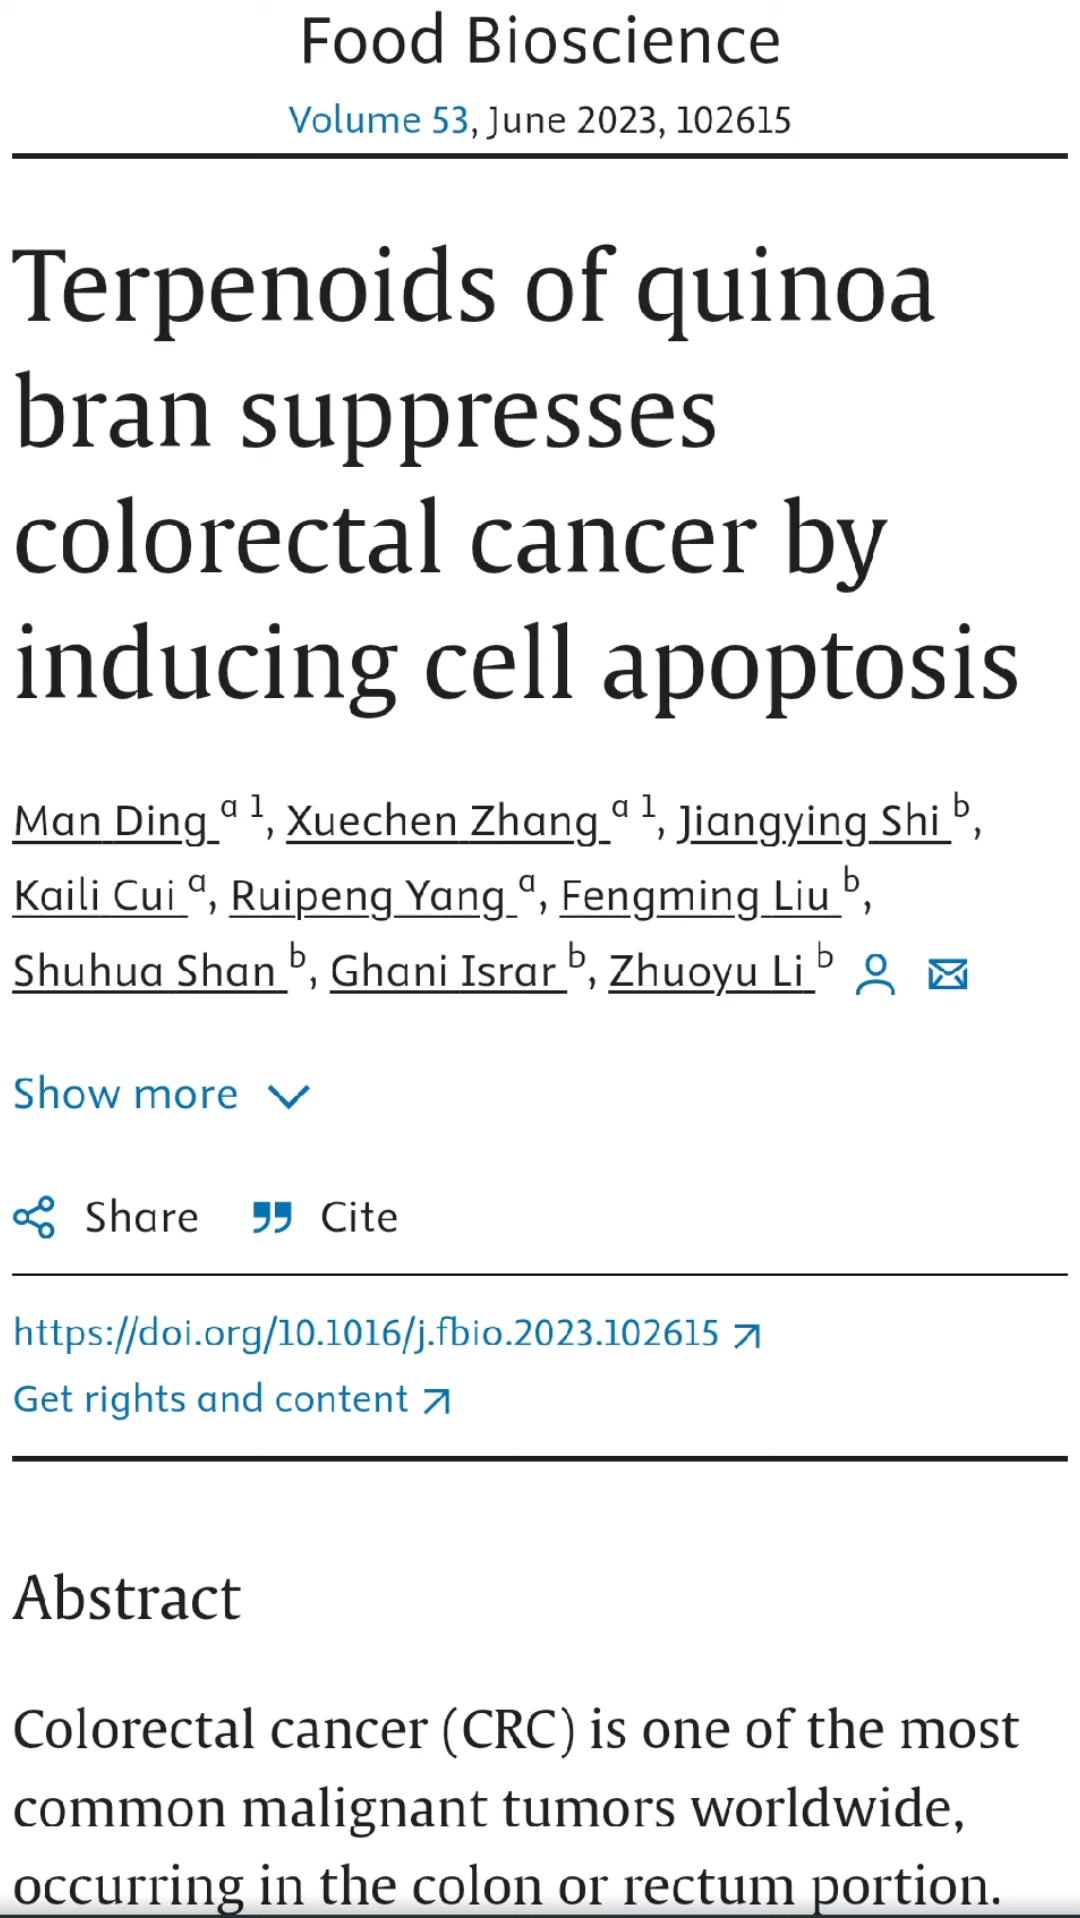 Food Bioscience
Volume 53, June 2023, 102615
Terpenoids of quinoa
bran suppresses
colorectal cancer by
inducing cell apoptosis
Man Ding a 1, Xuechen Zhang a 1, Jiangying Shi b,
Kaili Cui a, Ruipeng Yang a, Fengming Liu b,
Shuhua Shan b, Ghani Israr b, Zhuoyu Li b
Show more
Share Cite
https://doi.org/10.1016/j.fbio.2023.102615
Get rights and content
Abstract
Colorectal cancer (CRC) is one of the most
common malignant tumors worldwide,
occurring in the colon or rectum portion.